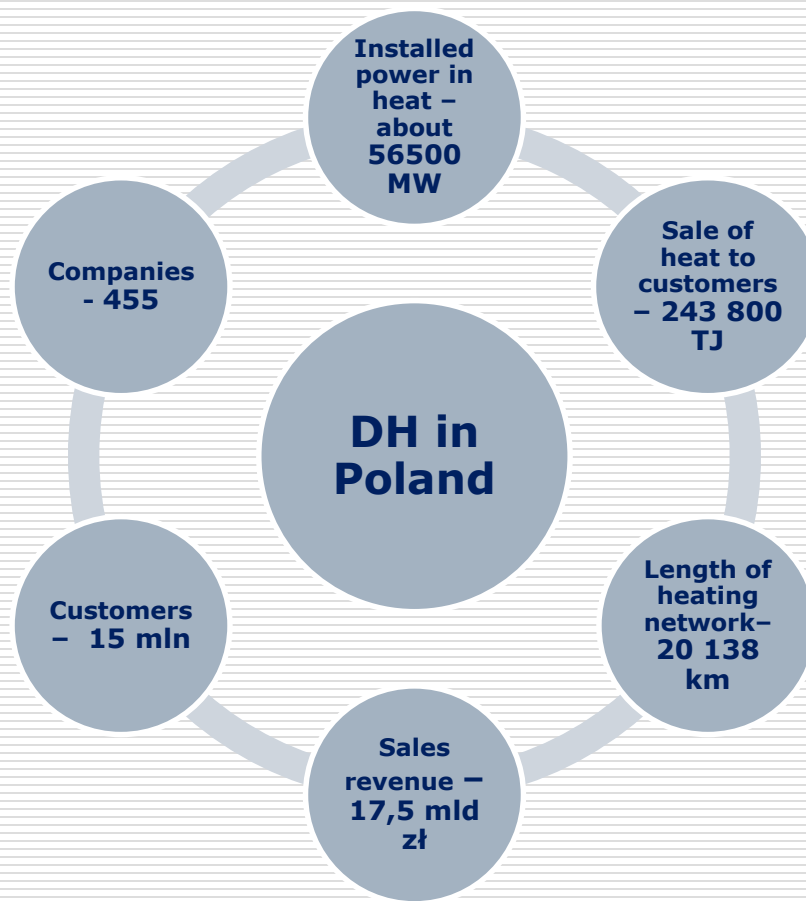 Installed
power in
heat –
about
56500
MW
Sale of
heat to
customers
– 243 800
TJ
Length of
heating
network–
20 138
km
Sales
revenue –
17,5 mld
zł
Customers
– 15 mln
Companies
- 455
DH in
Poland